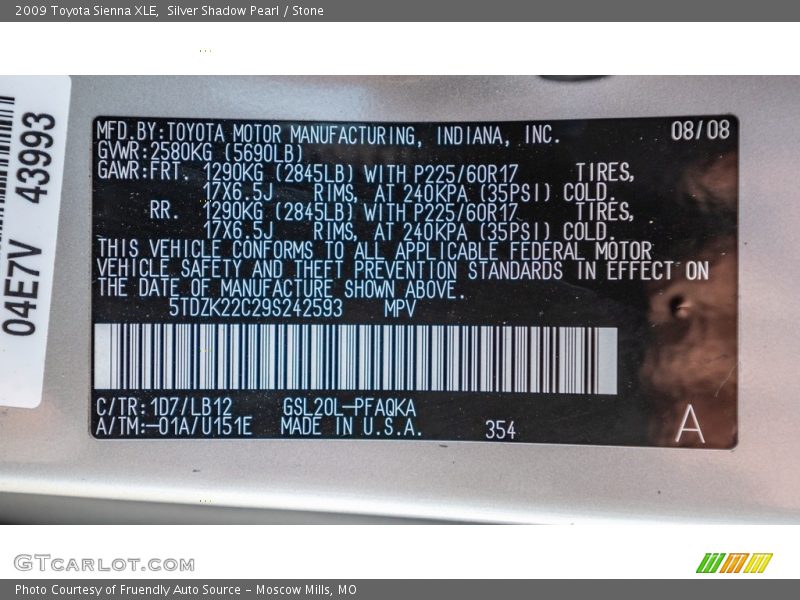 2009 Toyota Sienna XLE,  Silver Shadow Pearl / Stone
04E7V 43993
MFD. BY: TOYOTA MOTOR MANUFACTURING, INDIANA, INC. 08/08
GVWR: 2580KG (5690LB)
GAWR: FRT. 1290KG (2845LB) WITH P225/60R17 TIRES,
17X6.5J RIMS, AT 240KPA (35PSI) COLD.
RR. 1290KG (2845LB) WITH P225/60R17 TIRES,
17X6.5J RIMS, AT 240KPA (35PSI) COLD.
THIS VEHICLE CONFORMS TO ALL APPLICABLE FEDERAL MOTOR
VEHICLE SAFETY AND THEFT PREVENTION STANDARDS IN EFFECT ON
THE DATE OF MANUFACTURE SHOWN ABOVE.
5TDZK22C29S242593 MPV
C/TR: 1D7/LB12 GSL20L-PFAQKA
A/TM: -01A/U151E MADE IN U.S.A. 354 A
GTCARLOT.COM
Photo Courtesy of Fruendly Auto Source - Moscow Mills, MO